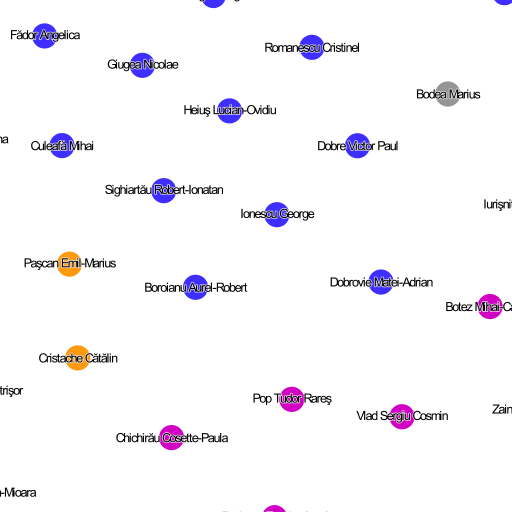 Fădor Angelica
Romanescu Cristinel
Giugea Nicolae
Bodea Marius
Heiuş Lucian-Ovidiu
Culeafă Mihai
Dobre Victor Paul
Sighiartău Robert-Ionatan
Ionescu George
Paşcan Emil-Marius
Dobrovie Matei-Adrian
Boroianu Aurel-Robert
Botez Mihai-C
Cristache Cătălin
trişor
Pop Tudor Rareş
Zain
Vlad Sergiu Cosmin
Chichirău Cosette-Paula
-Mioara